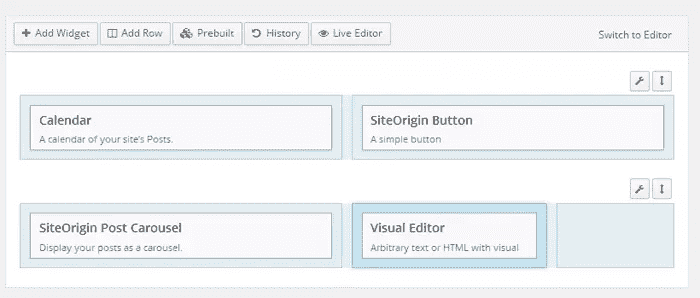 Add Widget Add Row Prebuilt History Live Editor Switch to Editor
Calendar
A calendar of your site's Posts.
SiteOrigin Button
A simple button
SiteOrigin Post Carousel
Display your posts as a carousel.
Visual Editor
Arbitrary text or HTML with visual